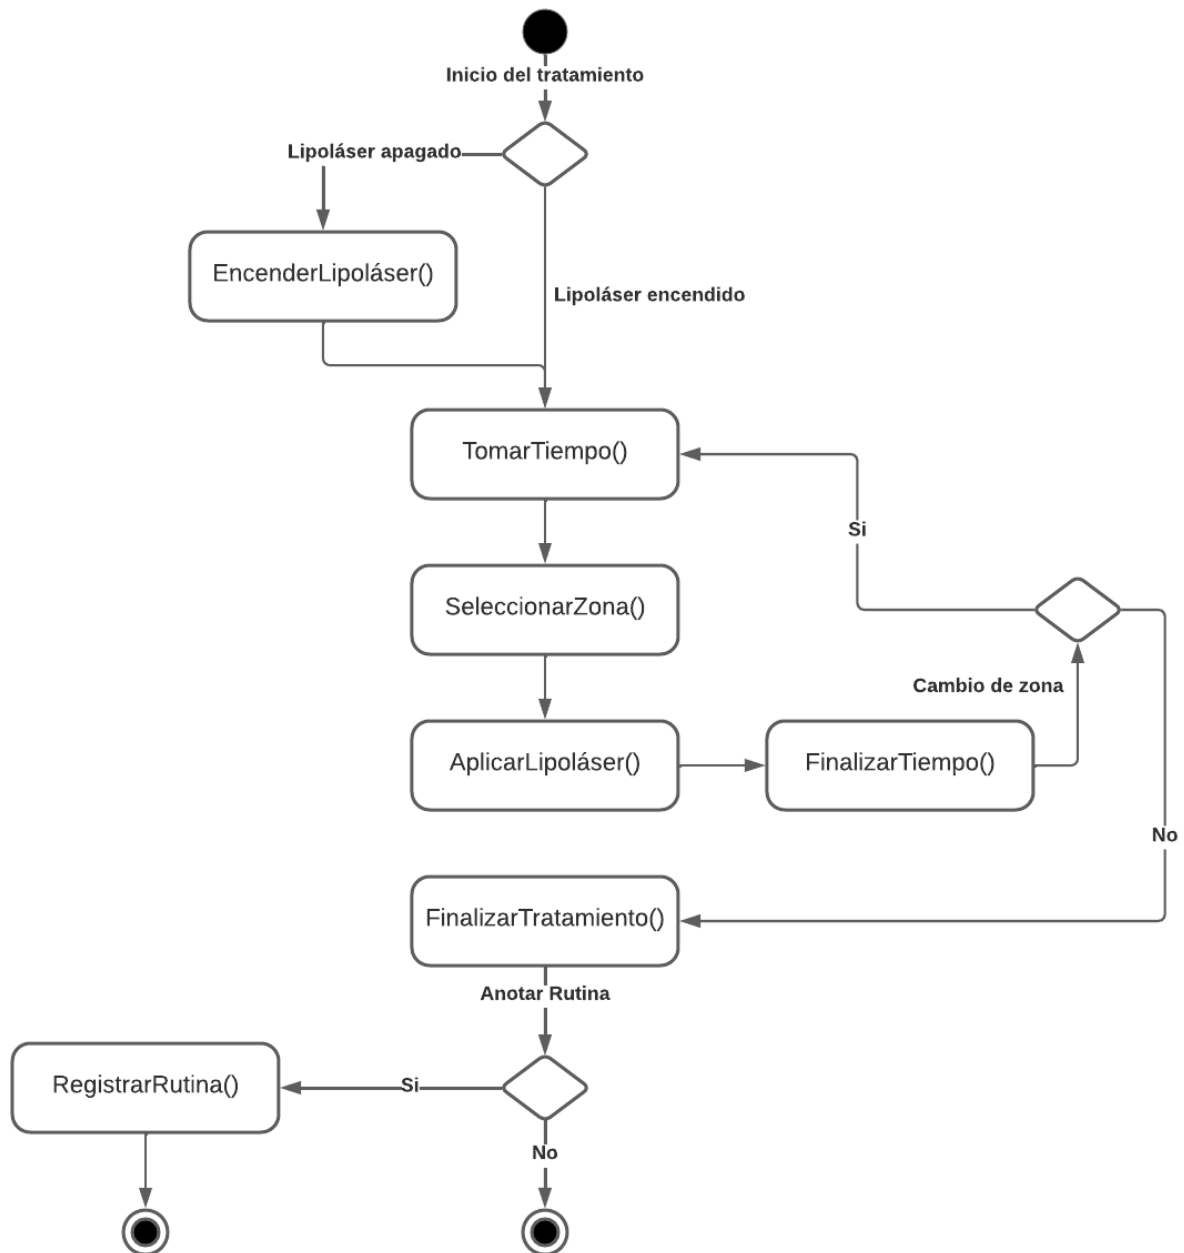 Inicio del tratamiento
Lipoláser apagado
EncenderLipoláser()
Lipoláser encendido
TomarTiempo()
Si
SeleccionarZona()
Cambio de zona
AplicarLipoláser()
FinalizarTiempo()
No
FinalizarTratamiento()
Anotar Rutina
RegistrarRutina()
Si
No